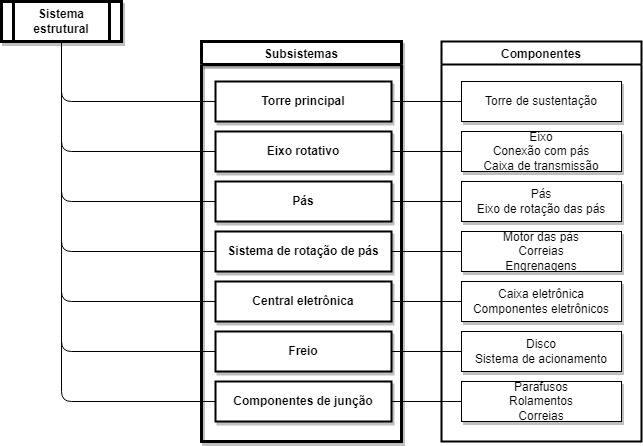 Sistema
estrutural
Subsistemas
Componentes
Torre principal
Torre de sustentação
Eixo rotativo
Eixo
Conexão com pás
Caixa de transmissão
Pás
Pás
Eixo de rotação das pás
Sistema de rotação de pás
Motor das pás
Correias
Engrenagens
Central eletrônica
Caixa eletrônica
Componentes eletrônicos
Freio
Disco
Sistema de acionamento
Componentes de junção
Parafusos
Rolamentos
Correias